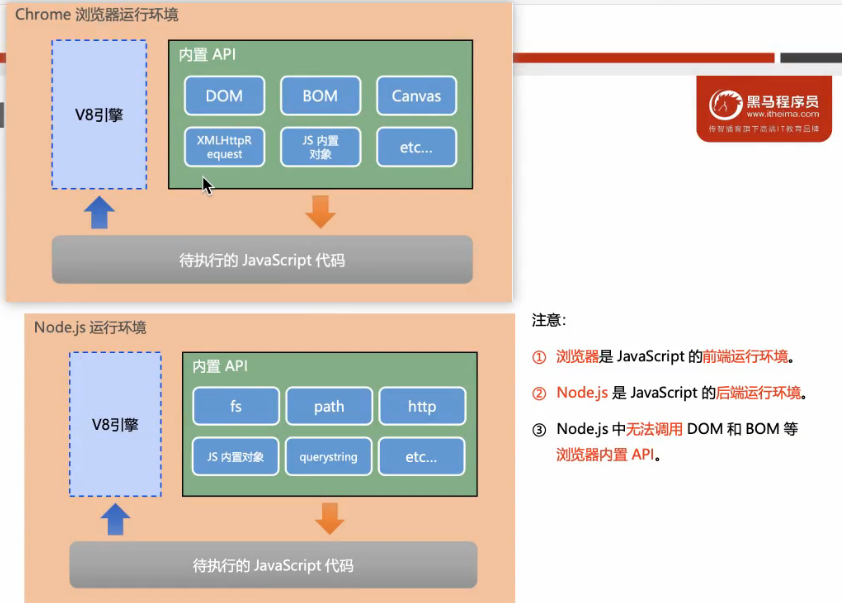 Chrome 浏览器运行环境
V8引擎
内置 API
DOM
BOM
Canvas
XMLHttpR
equest
JS 内置
对象
etc...
待执行的 JavaScript 代码
黑马程序员
www.itheima.com
传智播客旗下高端IT教育品牌
Node.js 运行环境
V8引擎
内置 API
fs
path
http
JS 内置对象
querystring
etc...
待执行的 JavaScript 代码
注意:
① 浏览器是 JavaScript 的前端运行环境。
② Node.js 是 JavaScript 的后端运行环境。
③ Node.js 中无法调用 DOM 和 BOM 等
浏览器内置 API。